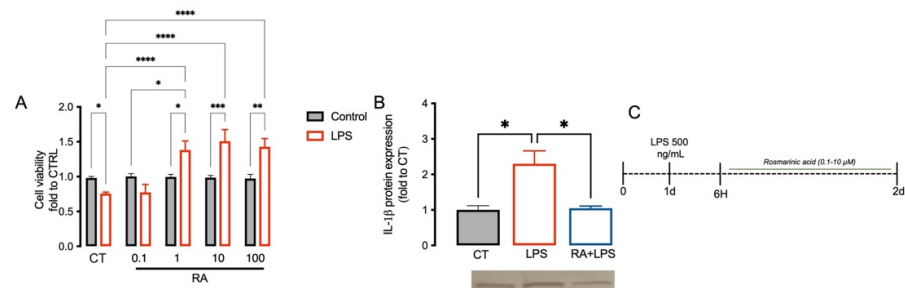 A
Cell viability
fold to CTRL
2.0
1.5
1.0
0.5
0.0
****
****
****
*
*
*
***
**
CT
0.1
1
10
100
RA
Control
LPS
B
IL-1β protein expression
(fold to CT)
4
3
2
1
0
*
*
CT
LPS
RA+LPS
C
LPS 500
ng/mL
Rosmarinic acid (0.1-10 μM)
0
1d
6H
2d